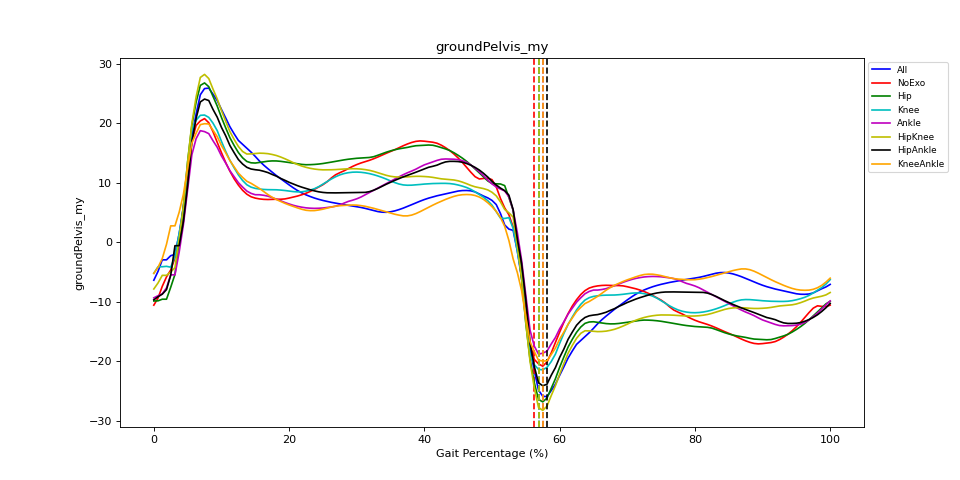 groundPelvis_my
30
20
10
0
−10
−20
−30
groundPelvis_my
0
20
40
60
80
100
Gait Percentage (%)
All
NoExo
Hip
Knee
Ankle
HipKnee
HipAnkle
KneeAnkle